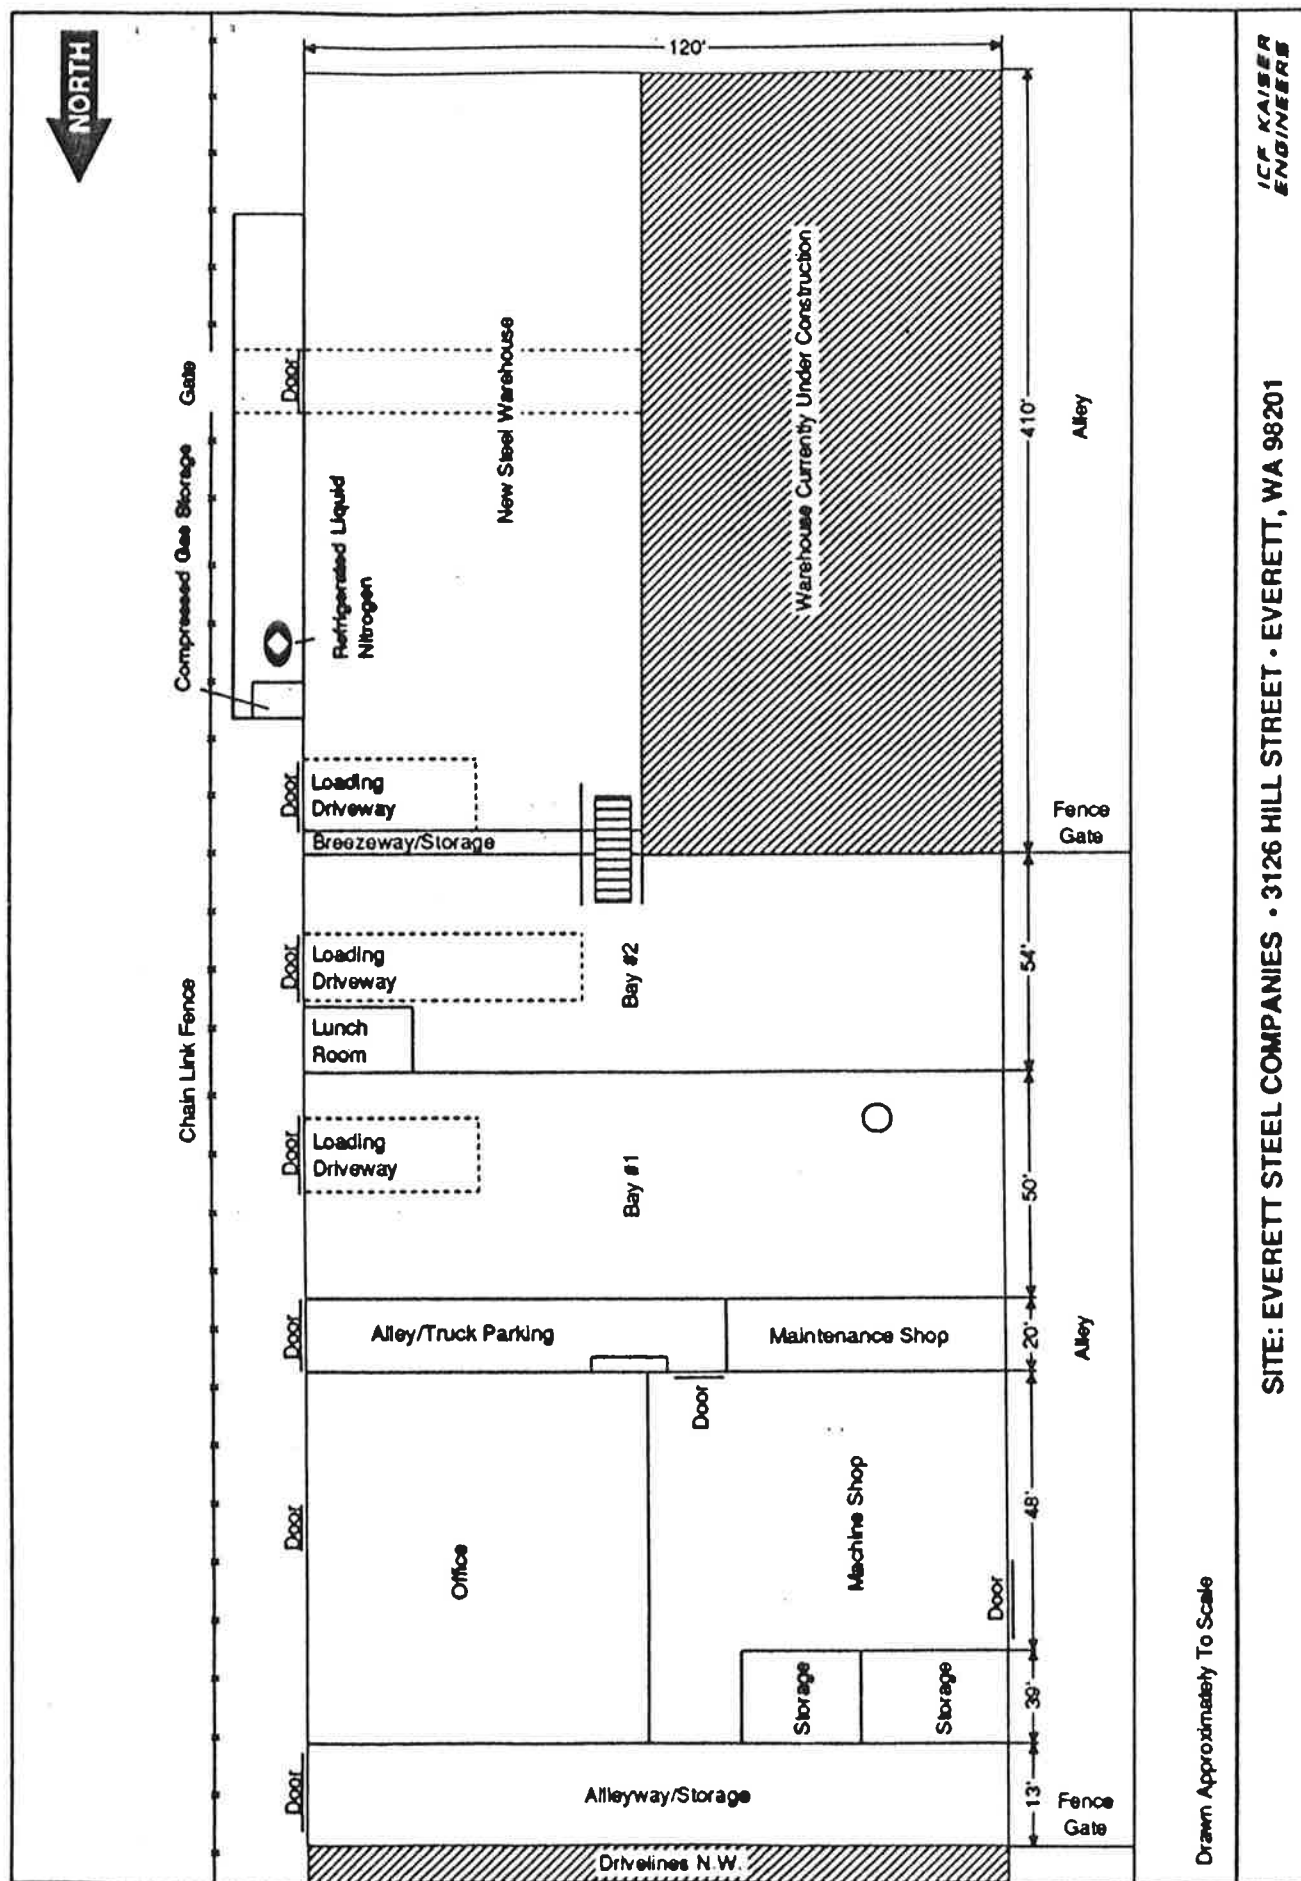 NORTH
120'
ICF KAISER
ENGINEERS
Gate
Door
New Steel Warehouse
Warehouse Currently Under Construction
410'
Alley
Compressed Gas Storage
Refrigerated Liquid
Nitrogen
Door
Loading
Driveway
Breezeway/Storage
Fence
Gate
Chain Link Fence
Door
Loading
Driveway
Bay #2
54'
Lunch
Room
Door
Loading
Driveway
Bay #1
50'
Door
Alley/Truck Parking
Maintenance Shop
20'
Alley
Door
Door
Office
Machine Shop
48'
Door
Storage
Storage
39'
Door
Allleyway/Storage
13'
Fence
Gate
Drivelines N.W.
Drawn Approximately To Scale
SITE: EVERETT STEEL COMPANIES • 3126 HILL STREET • EVERETT, WA 98201